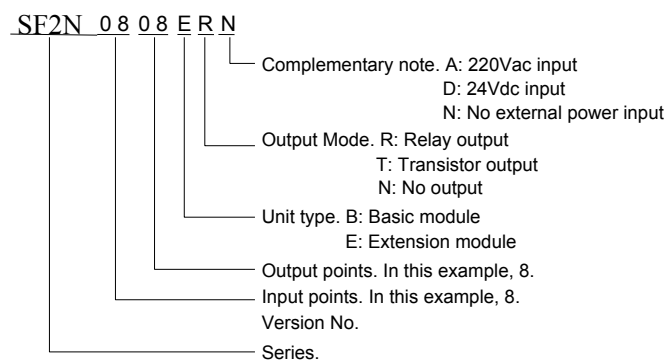 SF2N 0 8 0 8 E R N
Complementary note. A: 220Vac input
D: 24Vdc input
N: No external power input
Output Mode. R: Relay output
T: Transistor output
N: No output
Unit type. B: Basic module
E: Extension module
Output points. In this example, 8.
Input points. In this example, 8.
Version No.
Series.